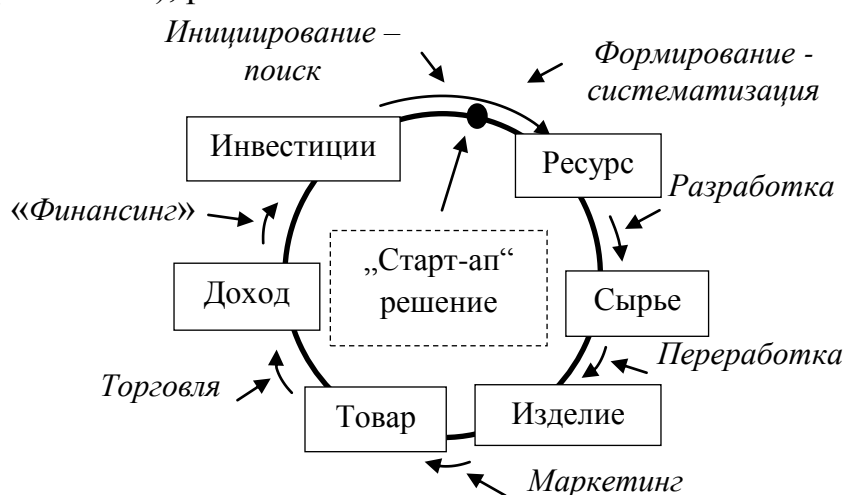 Инициирование –
поиск
Формирование -
систематизация
Инвестиции
Ресурс
Разработка
«Финансинг»
„Старт-ап“
решение
Доход
Сырье
Переработка
Торговля
Товар
Изделие
Маркетинг